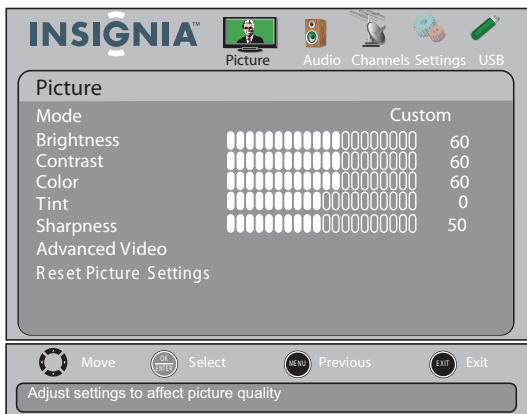 INSIGNIA™
Picture Audio Channels Settings USB
Picture
Mode Custom
Brightness 60
Contrast 60
Color 60
Tint 0
Sharpness 50
Advanced Video
Reset Picture Settings
Move OK ENTER Select MENU Previous EXIT Exit
Adjust settings to affect picture quality